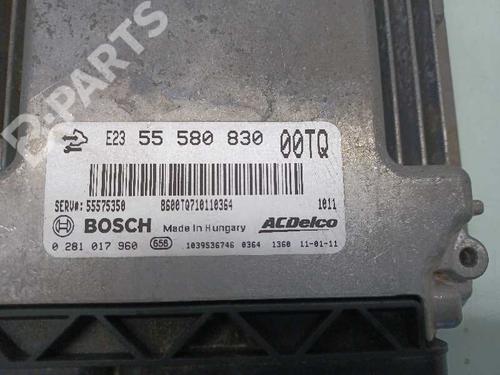 B-PARTS
E23 55 580 830 00TQ
SERV#: 55575350 8600TQ710110364 1011
BOSCH Made in Hungary ACDelco
0 281 017 960 656 1039S36746 0364 1360 11-01-11
B-PARTS